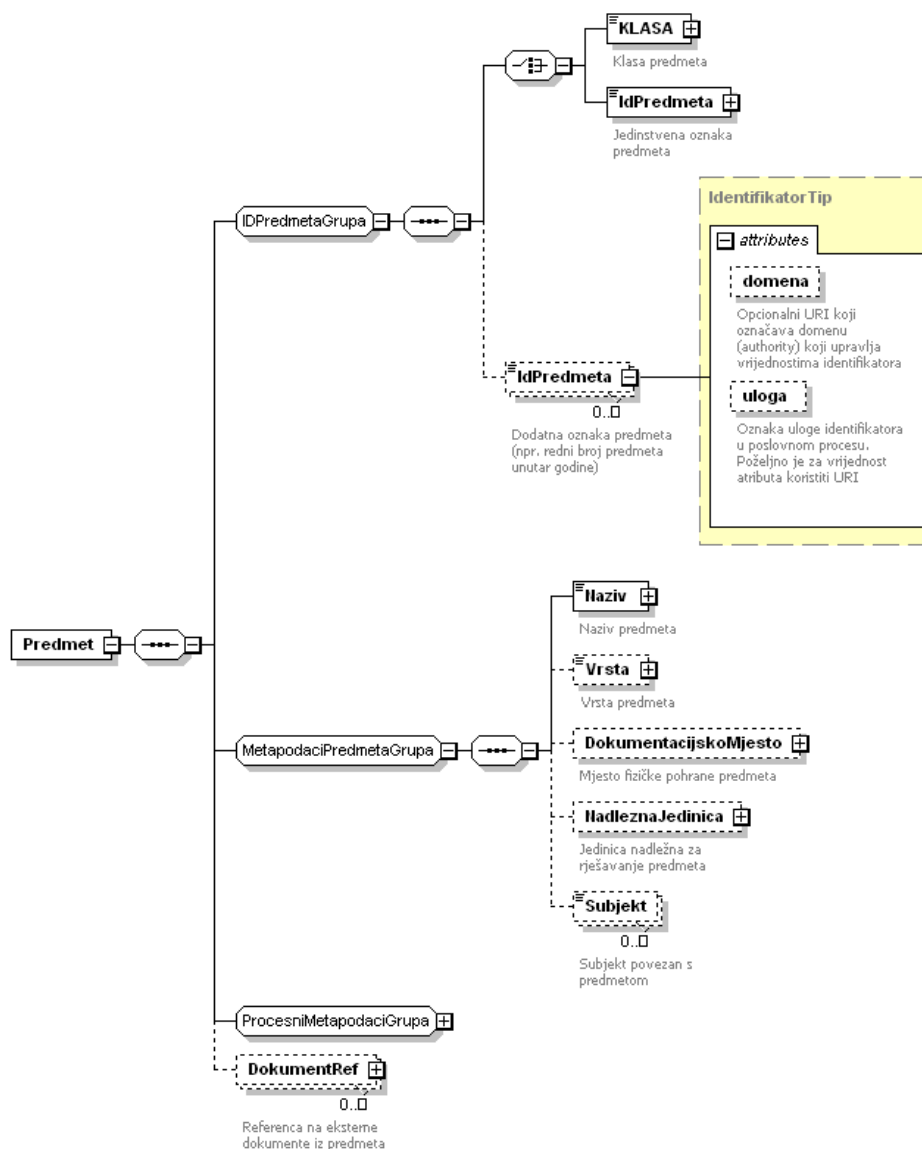 KLASA
Klasa predmeta
IdPredmeta
Jedinstvena oznaka
predmeta
IDPredmetaGrupa
IdentifikatorTip
attributes
domena
Opcionalni URI koji
označava domenu
(authority) koji upravlja
vrijednostima identifikatora
uloga
Oznaka uloge identifikatora
u poslovnom procesu.
Poželjno je za vrijednost
atributa koristiti URI
IdPredmeta
0..□
Dodatna oznaka predmeta
(npr. redni broj predmeta
unutar godine)
Predmet
MetapodaciPredmetaGrupa
Naziv
Naziv predmeta
Vrsta
Vrsta predmeta
DokumentacijskoMjesto
Mjesto fizičke pohrane predmeta
NadleznaJedinica
Jedinica nadležna za
rješavanje predmeta
Subjekt
0..□
Subjekt povezan s
predmetom
ProcesniMetapodaciGrupa
DokumentRef
0..□
Referenca na eksterne
dokumente iz predmeta